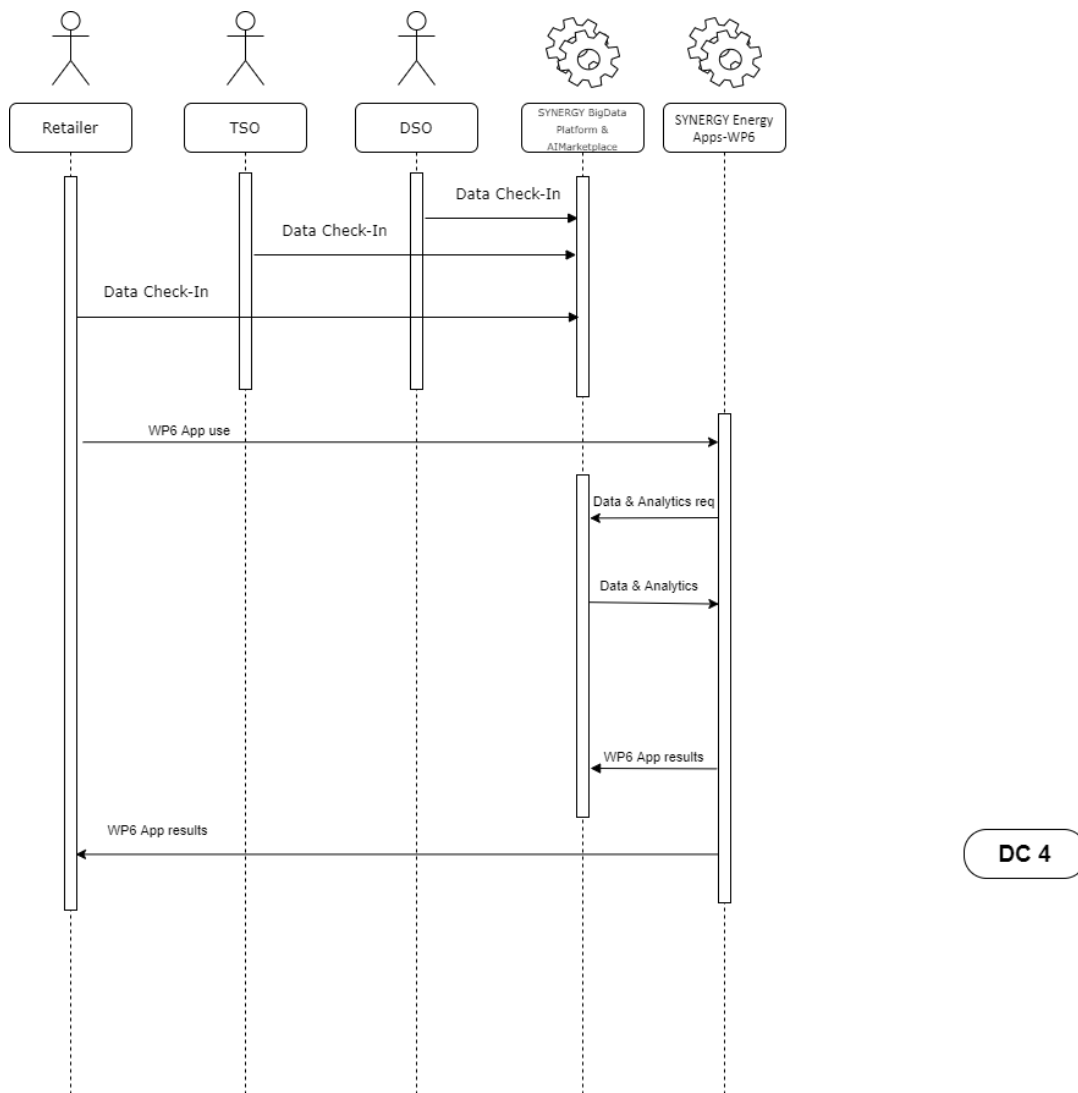 Retailer
TSO
DSO
SYNERGY BigData
Platform &
AIMarketplace
SYNERGY Energy
Apps-WP6
Data Check-In
Data Check-In
Data Check-In
WP6 App use
Data & Analytics req
Data & Analytics
WP6 App results
WP6 App results
DC 4